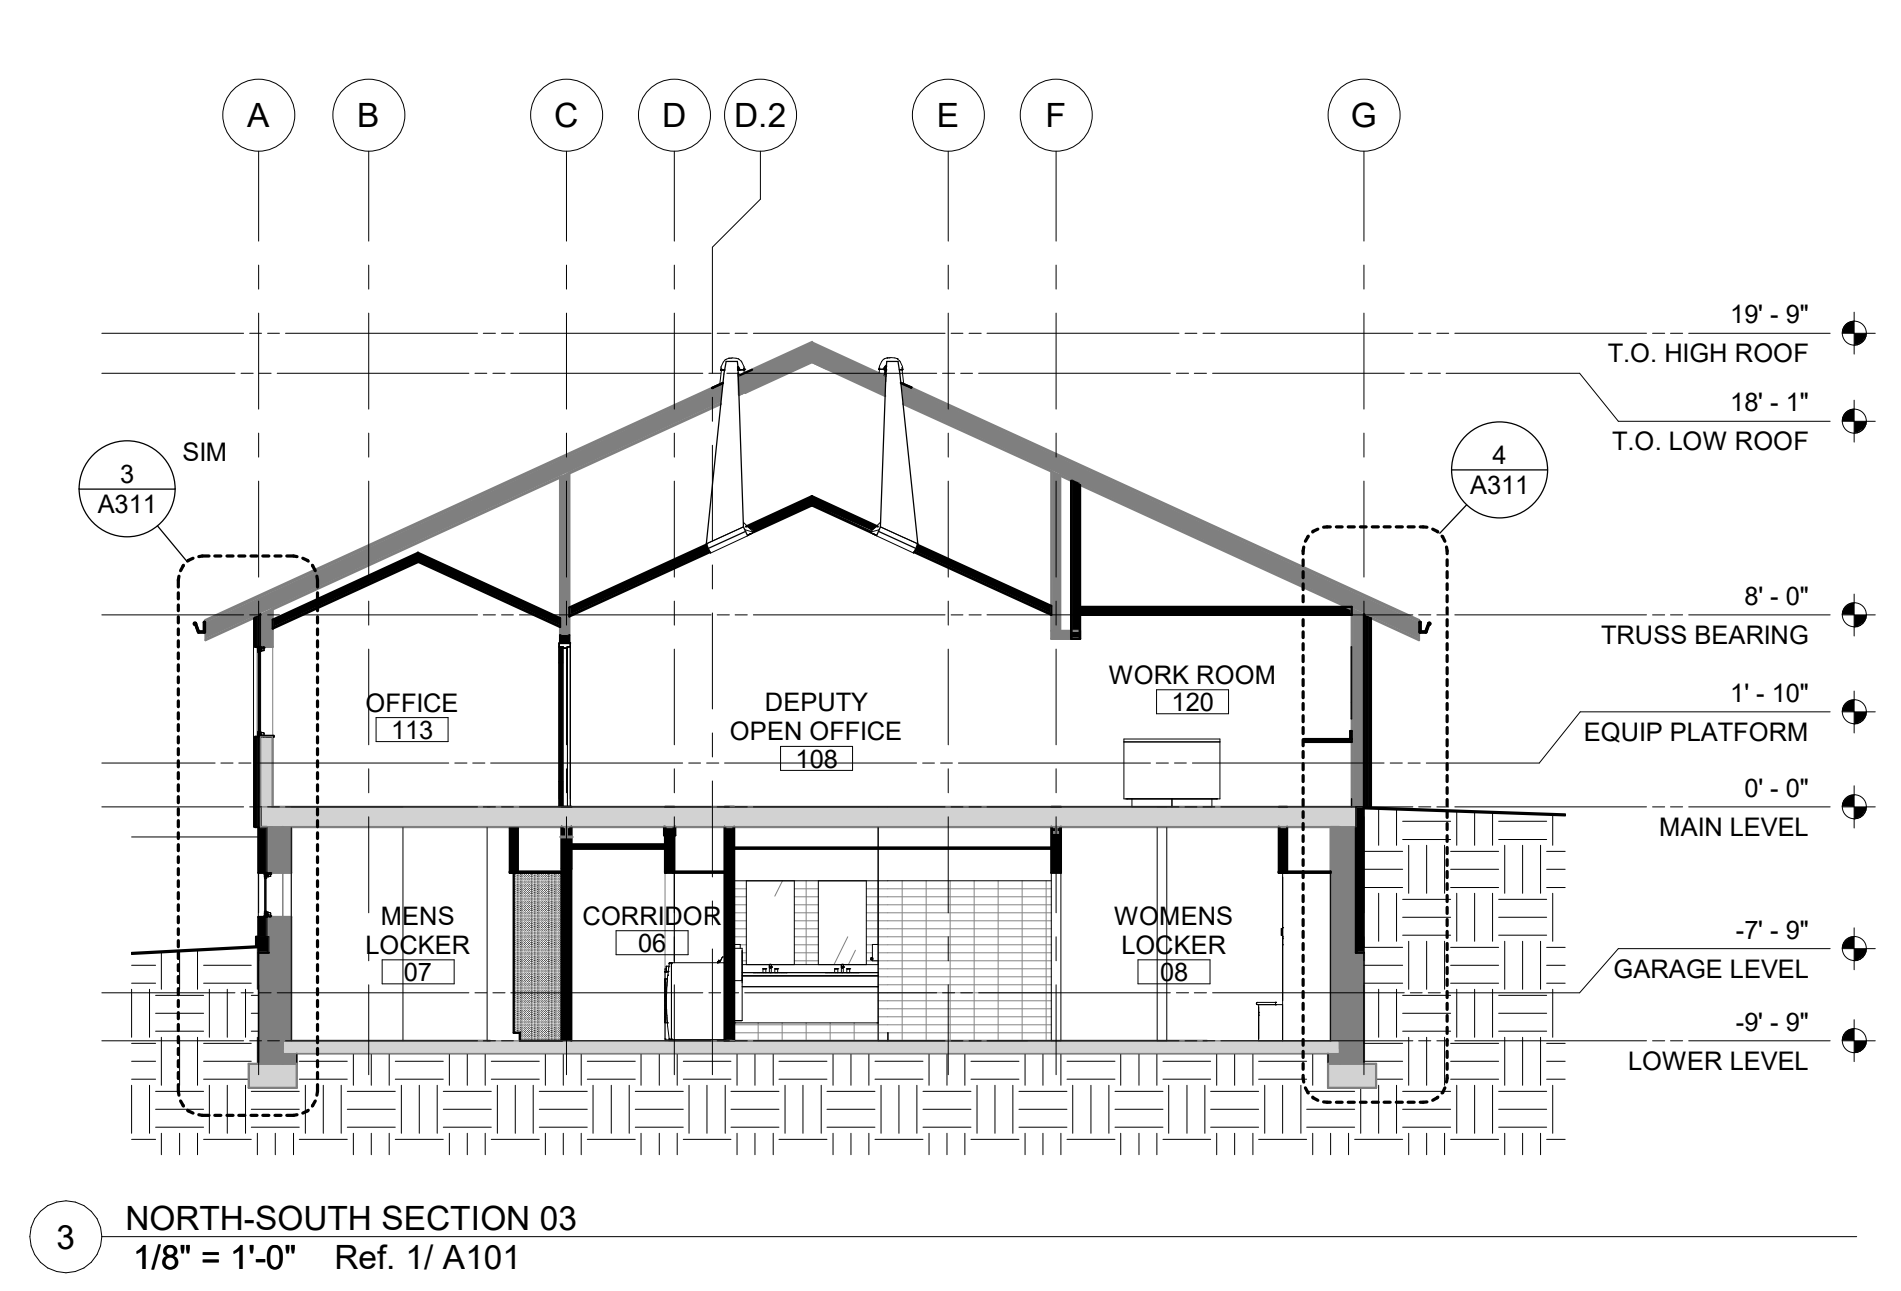 A B C D D.2 E F G
19' - 9"
T.O. HIGH ROOF
18' - 1"
T.O. LOW ROOF
3
A311
SIM
4
A311
8' - 0"
TRUSS BEARING
1' - 10"
EQUIP PLATFORM
0' - 0"
MAIN LEVEL
-7' - 9"
GARAGE LEVEL
-9' - 9"
LOWER LEVEL
OFFICE
113
DEPUTY
OPEN OFFICE
108
WORK ROOM
120
MENS
LOCKER
07
CORRIDOR
06
WOMENS
LOCKER
08
3
NORTH-SOUTH SECTION 03
1/8" = 1'-0" Ref. 1/ A101